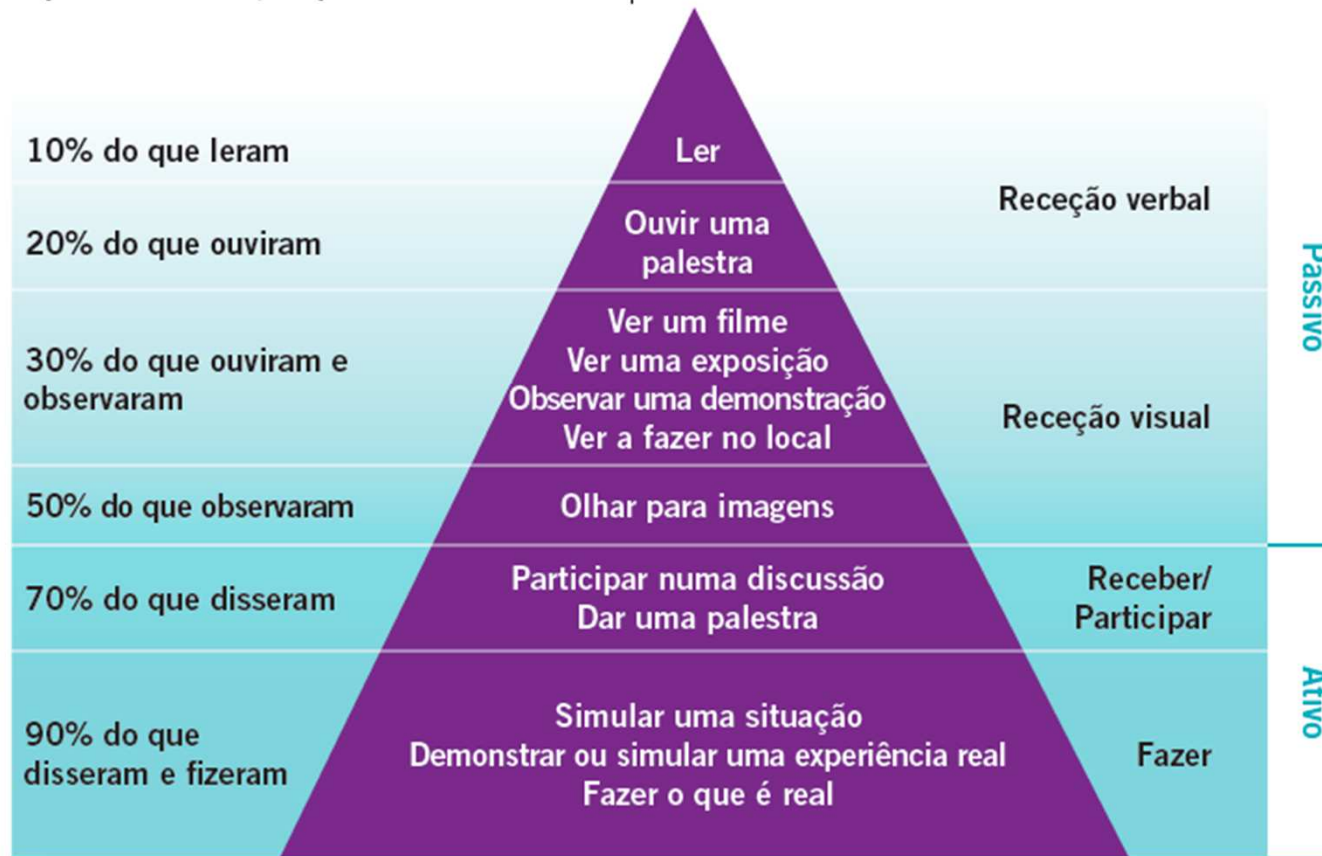 10% do que leram
Ler
Receção verbal
20% do que ouviram
Ouvir uma
palestra
30% do que ouviram e
observaram
Ver um filme
Ver uma exposição
Observar uma demonstração
Ver a fazer no local
Receção visual
50% do que observaram
Olhar para imagens
Passivo
70% do que disseram
Participar numa discussão
Dar uma palestra
Receber/
Participar
90% do que
disseram e fizeram
Simular uma situação
Demonstrar ou simular uma experiência real
Fazer o que é real
Fazer
Ativo